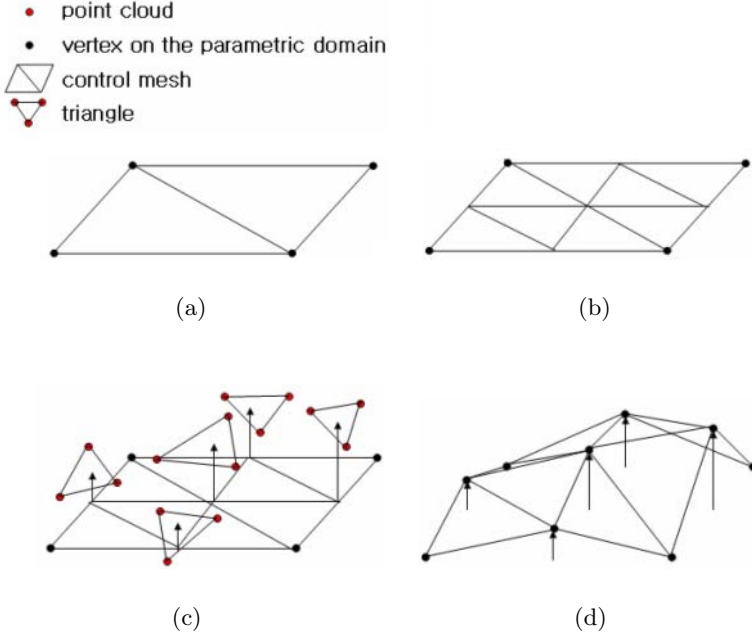 point cloud
vertex on the parametric domain
control mesh
triangle
(a)
(b)
(c)
(d)